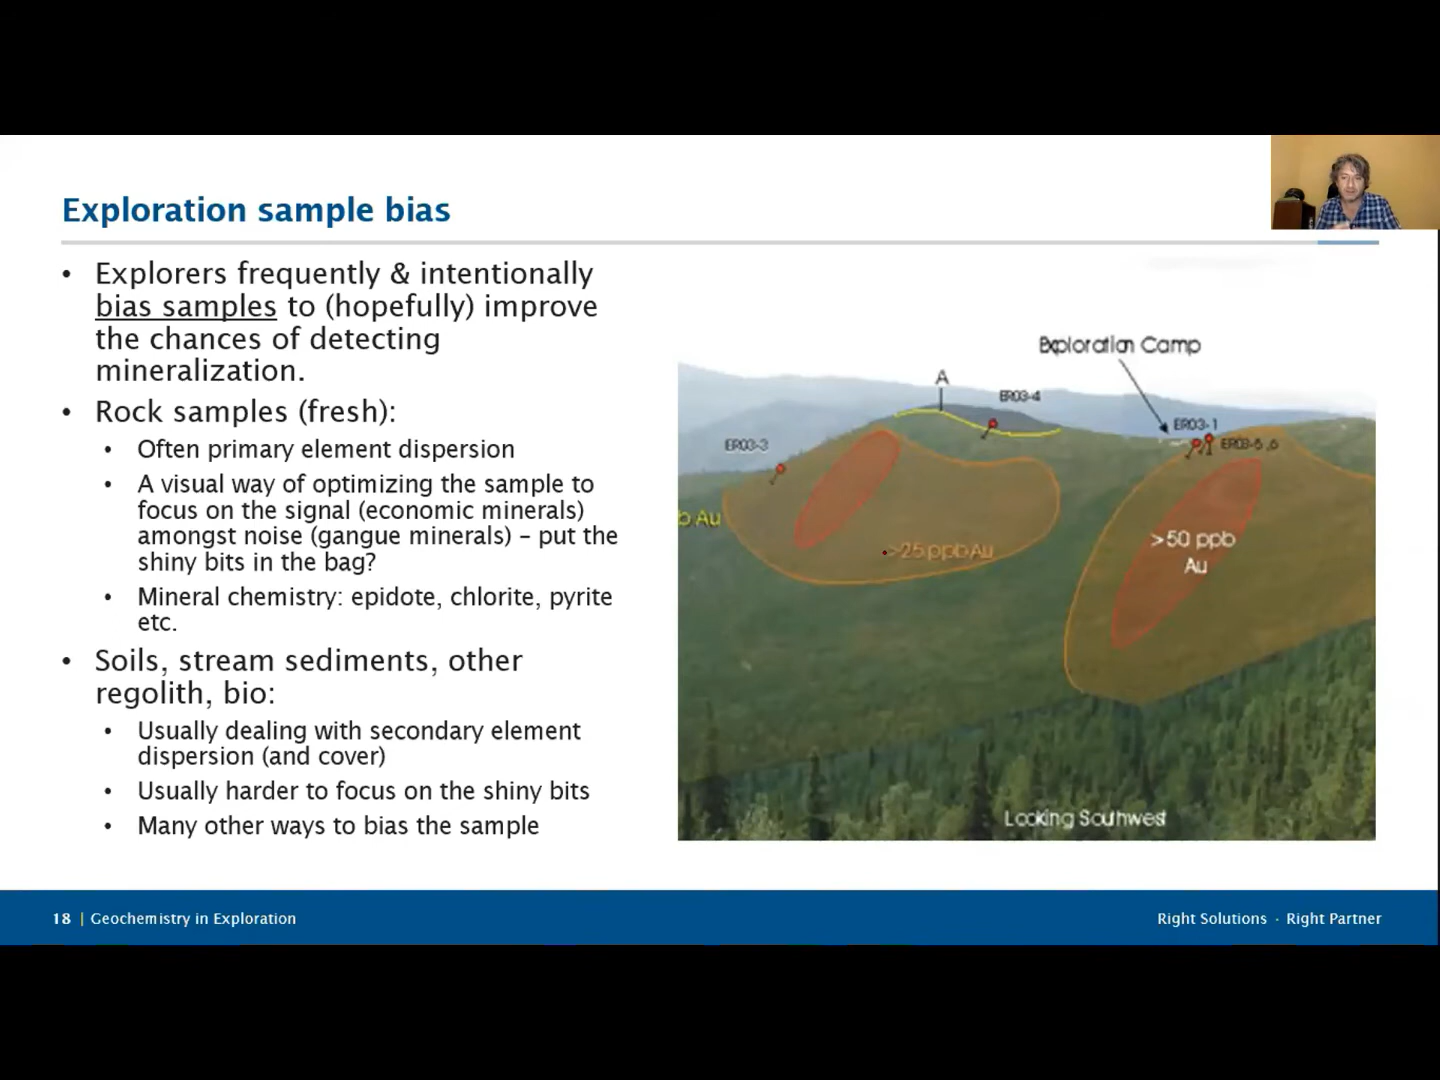 Exploration sample bias
• Explorers frequently & intentionally
bias samples to (hopefully) improve
the chances of detecting
mineralization.
• Rock samples (fresh):
• Often primary element dispersion
• A visual way of optimizing the sample to
focus on the signal (economic minerals)
amongst noise (gangue minerals) – put the
shiny bits in the bag?
• Mineral chemistry: epidote, chlorite, pyrite
etc.
• Soils, stream sediments, other
regolith, bio:
• Usually dealing with secondary element
dispersion (and cover)
• Usually harder to focus on the shiny bits
• Many other ways to bias the sample
Exploration Camp
A
ER03-4
ER03-1
ER03-3
ER03-5,6
b Au
>25 ppb Au
>50 ppb
Au
Looking Southwest
18 | Geochemistry in Exploration
Right Solutions · Right Partner